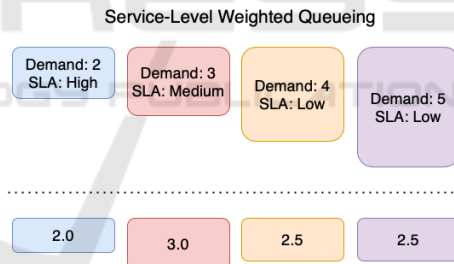 Service-Level Weighted Queueing
Demand: 2
SLA: High
Demand: 3
SLA: Medium
Demand: 4
SLA: Low
Demand: 5
SLA: Low
2.0
3.0
2.5
2.5